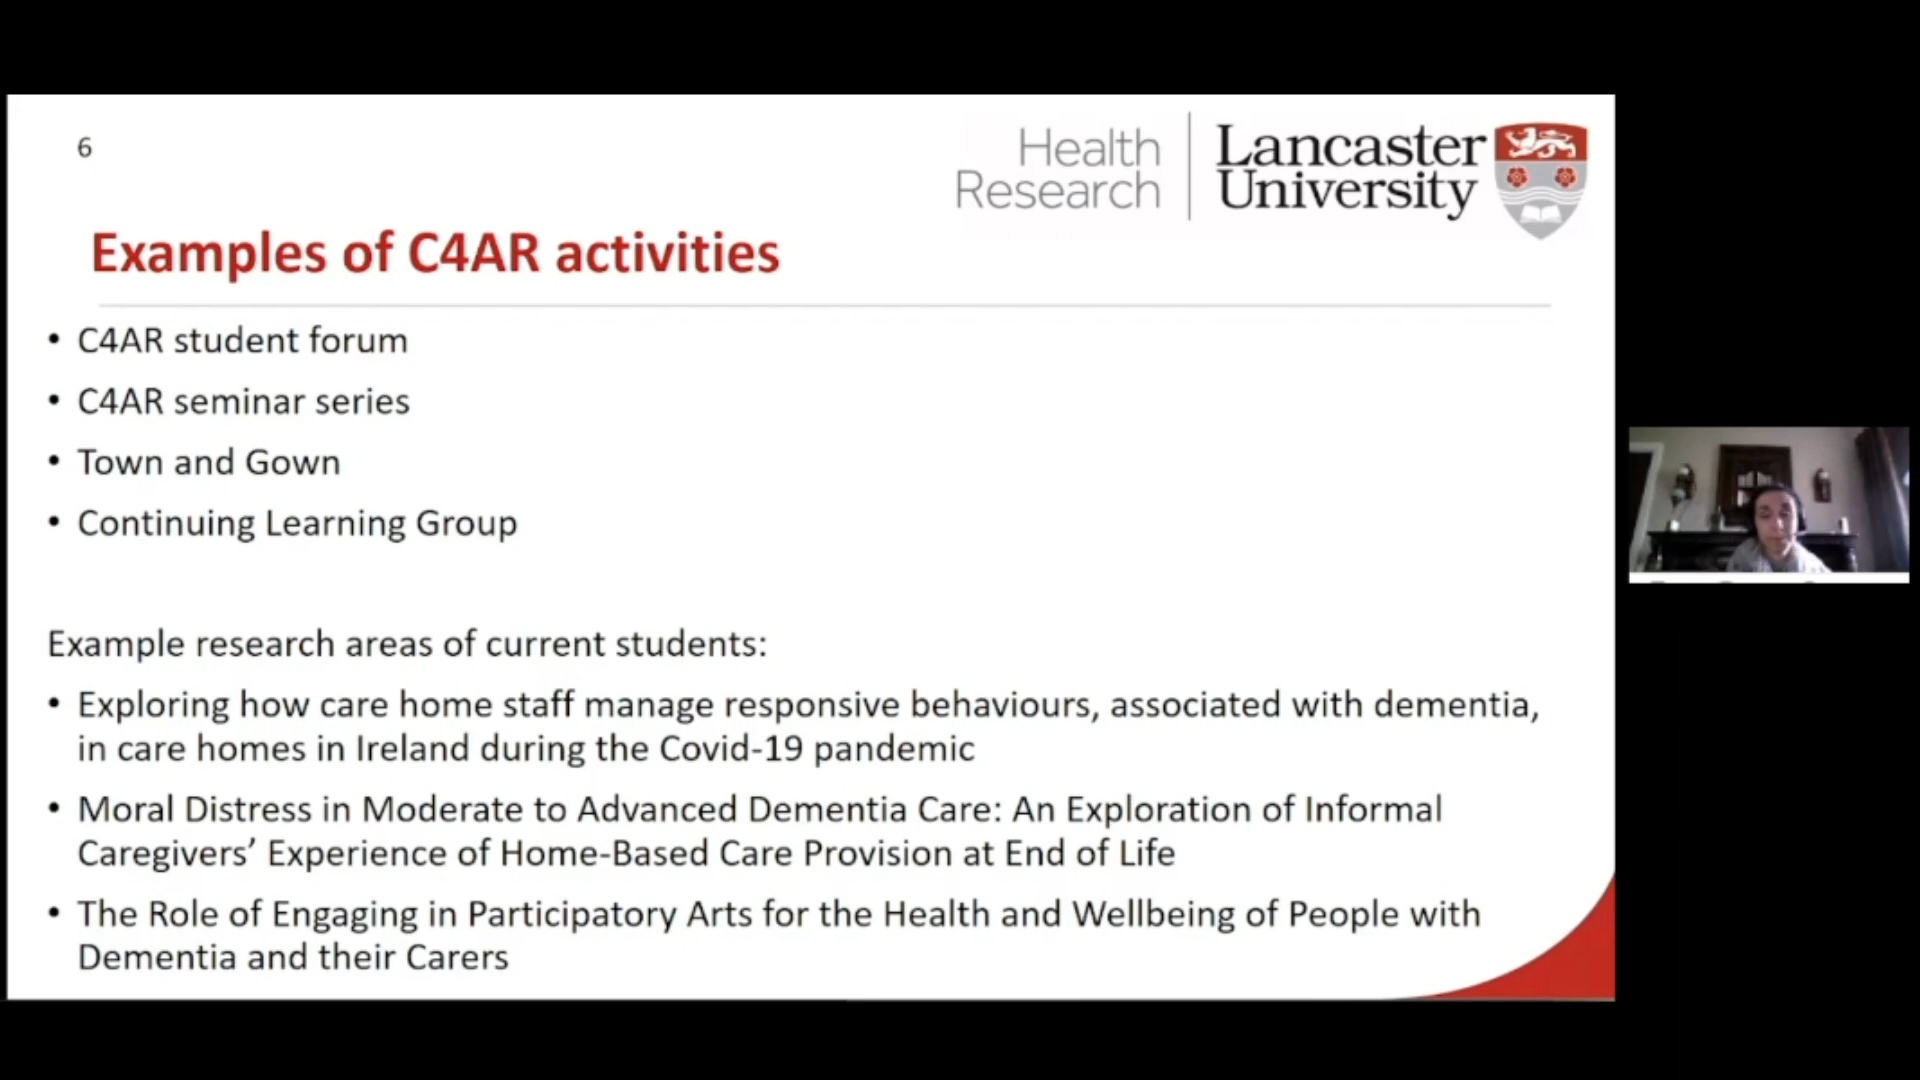 6
Health
Research
Lancaster
University
Examples of C4AR activities
• C4AR student forum
• C4AR seminar series
• Town and Gown
• Continuing Learning Group
Example research areas of current students:
• Exploring how care home staff manage responsive behaviours, associated with dementia,
in care homes in Ireland during the Covid-19 pandemic
• Moral Distress in Moderate to Advanced Dementia Care: An Exploration of Informal
Caregivers’ Experience of Home-Based Care Provision at End of Life
• The Role of Engaging in Participatory Arts for the Health and Wellbeing of People with
Dementia and their Carers